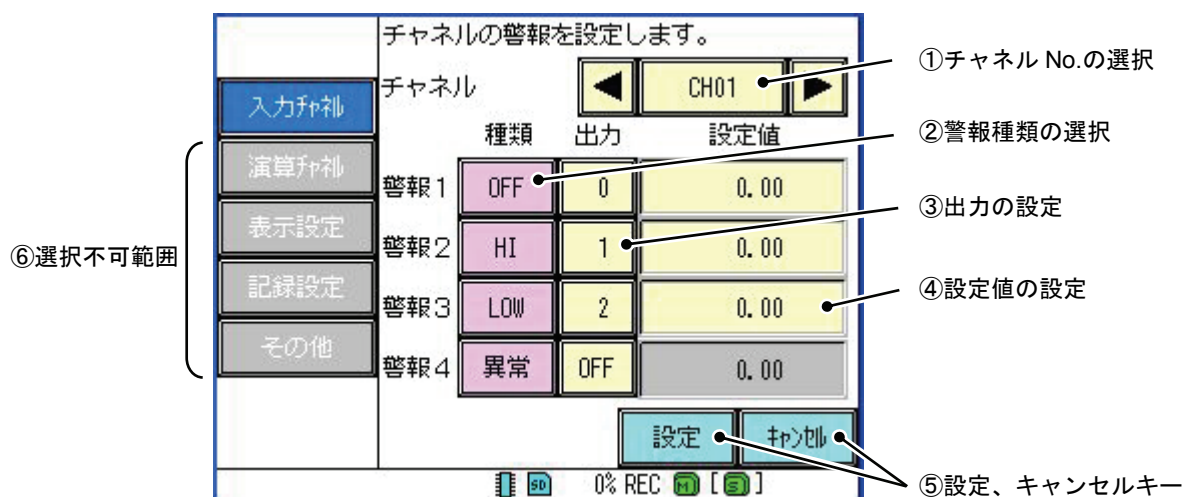 チャネルの警報を設定します。
チャネル ◀ CH01 ▶
種類 出力 設定値
警報1 OFF 0 0.00
警報2 HI 1 0.00
警報3 LOW 2 0.00
警報4 異常 OFF 0.00
設定 ｷｬﾝｾﾙ
SD 0% REC M [S]
入力ﾁｬﾈﾙ
演算ﾁｬﾈﾙ
表示設定
記録設定
その他
①チャネル No.の選択
②警報種類の選択
③出力の設定
④設定値の設定
⑤設定、キャンセルキー
⑥選択不可範囲